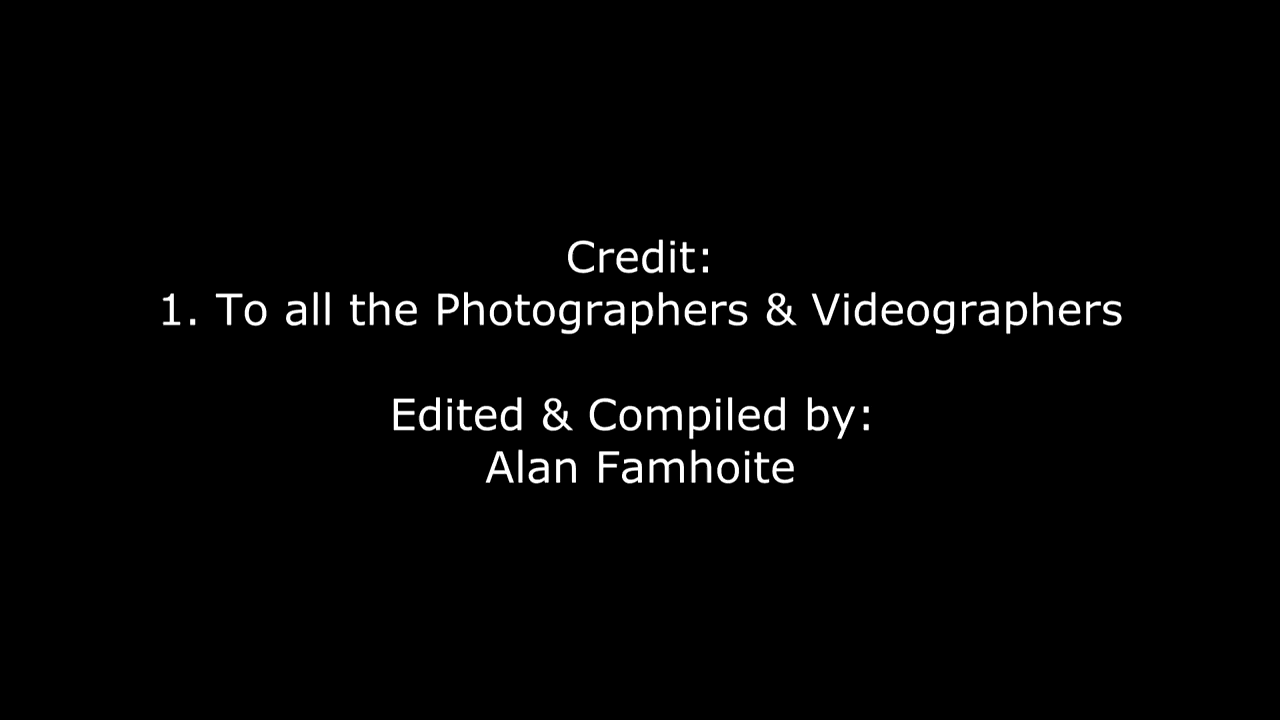 Credit:
1. To all the Photographers & Videographers
Edited & Compiled by:
Alan Famhoite